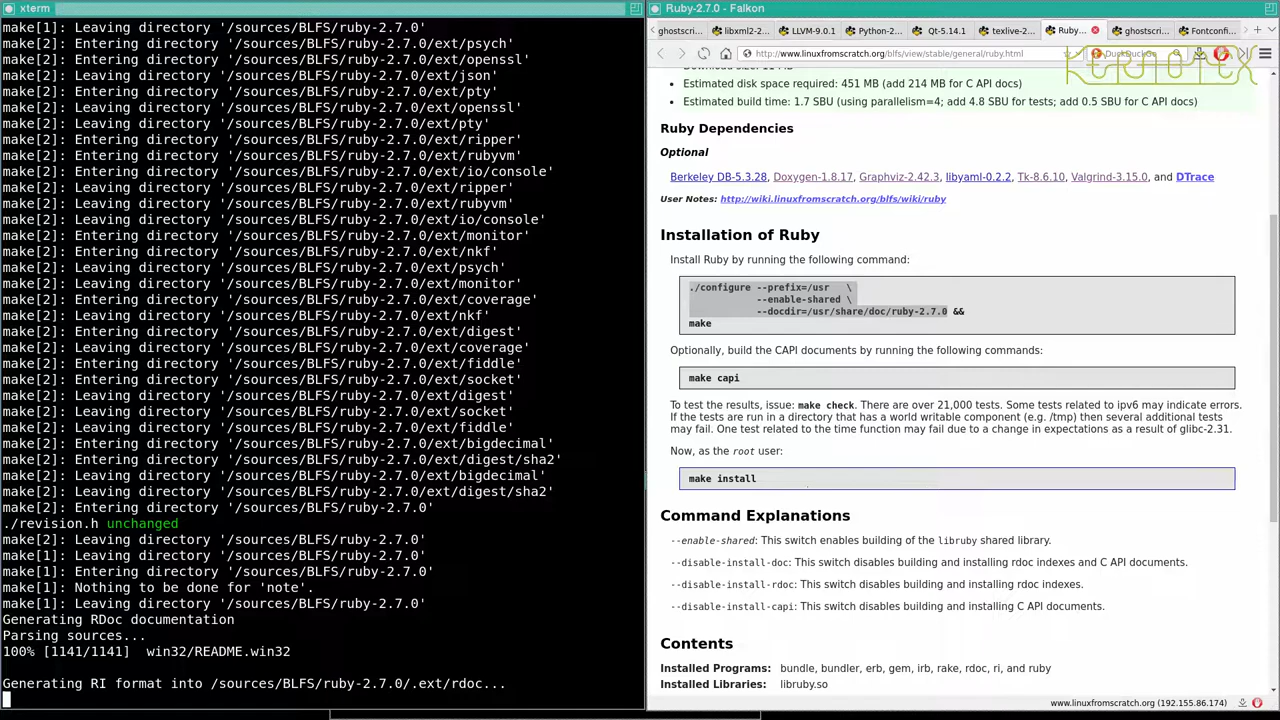 xterm
make[1]: Leaving directory '/sources/BLFS/ruby-2.7.0'
make[2]: Entering directory '/sources/BLFS/ruby-2.7.0/ext/psych'
make[2]: Entering directory '/sources/BLFS/ruby-2.7.0/ext/openssl'
make[2]: Entering directory '/sources/BLFS/ruby-2.7.0/ext/json'
make[2]: Entering directory '/sources/BLFS/ruby-2.7.0/ext/pty'
make[2]: Leaving directory '/sources/BLFS/ruby-2.7.0/ext/openssl'
make[2]: Leaving directory '/sources/BLFS/ruby-2.7.0/ext/pty'
make[2]: Entering directory '/sources/BLFS/ruby-2.7.0/ext/ripper'
make[2]: Entering directory '/sources/BLFS/ruby-2.7.0/ext/rubyvm'
make[2]: Entering directory '/sources/BLFS/ruby-2.7.0/ext/io/console'
make[2]: Leaving directory '/sources/BLFS/ruby-2.7.0/ext/ripper'
make[2]: Leaving directory '/sources/BLFS/ruby-2.7.0/ext/rubyvm'
make[2]: Leaving directory '/sources/BLFS/ruby-2.7.0/ext/io/console'
make[2]: Entering directory '/sources/BLFS/ruby-2.7.0/ext/monitor'
make[2]: Entering directory '/sources/BLFS/ruby-2.7.0/ext/nkf'
make[2]: Leaving directory '/sources/BLFS/ruby-2.7.0/ext/psych'
make[2]: Leaving directory '/sources/BLFS/ruby-2.7.0/ext/monitor'
make[2]: Entering directory '/sources/BLFS/ruby-2.7.0/ext/coverage'
make[2]: Leaving directory '/sources/BLFS/ruby-2.7.0/ext/nkf'
make[2]: Entering directory '/sources/BLFS/ruby-2.7.0/ext/digest'
make[2]: Leaving directory '/sources/BLFS/ruby-2.7.0/ext/coverage'
make[2]: Entering directory '/sources/BLFS/ruby-2.7.0/ext/fiddle'
make[2]: Entering directory '/sources/BLFS/ruby-2.7.0/ext/socket'
make[2]: Leaving directory '/sources/BLFS/ruby-2.7.0/ext/digest'
make[2]: Leaving directory '/sources/BLFS/ruby-2.7.0/ext/socket'
make[2]: Leaving directory '/sources/BLFS/ruby-2.7.0/ext/fiddle'
make[2]: Entering directory '/sources/BLFS/ruby-2.7.0/ext/bigdecimal'
make[2]: Entering directory '/sources/BLFS/ruby-2.7.0/ext/digest/sha2'
make[2]: Leaving directory '/sources/BLFS/ruby-2.7.0/ext/bigdecimal'
make[2]: Leaving directory '/sources/BLFS/ruby-2.7.0/ext/digest/sha2'
make[2]: Entering directory '/sources/BLFS/ruby-2.7.0'
./revision.h unchanged
make[2]: Leaving directory '/sources/BLFS/ruby-2.7.0'
make[1]: Leaving directory '/sources/BLFS/ruby-2.7.0'
make[1]: Entering directory '/sources/BLFS/ruby-2.7.0'
make[1]: Nothing to be done for 'note'.
make[1]: Leaving directory '/sources/BLFS/ruby-2.7.0'
Generating RDoc documentation
Parsing sources...
100% [1141/1141]  win32/README.win32
Generating RI format into /sources/BLFS/ruby-2.7.0/.ext/rdoc...
Ruby-2.7.0 - Falkon
ghostscri libxml2-2 LLVM-9.0.1 Python-2 Qt-5.14.1 texlive-2 Ruby... ghostscri Fontconfi
http://www.linuxfromscratch.org/blfs/view/stable/general/ruby.html
KERNOTEX
Estimated disk space required: 451 MB (add 214 MB for C API docs)
Estimated build time: 1.7 SBU (using parallelism=4; add 4.8 SBU for tests; add 0.5 SBU for C API docs)
Ruby Dependencies
Optional
Berkeley DB-5.3.28, Doxygen-1.8.17, Graphviz-2.42.3, libyaml-0.2.2, Tk-8.6.10, Valgrind-3.15.0, and DTrace
User Notes: http://wiki.linuxfromscratch.org/blfs/wiki/ruby
Installation of Ruby
Install Ruby by running the following command:
./configure --prefix=/usr   \
--enable-shared \
--docdir=/usr/share/doc/ruby-2.7.0 &&
make
Optionally, build the CAPI documents by running the following commands:
make capi
To test the results, issue: make check. There are over 21,000 tests. Some tests related to ipv6 may indicate errors.
If the tests are run in a directory that has a world writable component (e.g. /tmp) then several additional tests
may fail. One test related to the time function may fail due to a change in expectations as a result of glibc-2.31.
Now, as the root user:
make install
Command Explanations
--enable-shared: This switch enables building of the libruby shared library.
--disable-install-doc: This switch disables building and installing rdoc indexes and C API documents.
--disable-install-rdoc: This switch disables building and installing rdoc indexes.
--disable-install-capi: This switch disables building and installing C API documents.
Contents
Installed Programs: bundle, bundler, erb, gem, irb, rake, rdoc, ri, and ruby
Installed Libraries: libruby.so
www.linuxfromscratch.org (192.155.86.174)